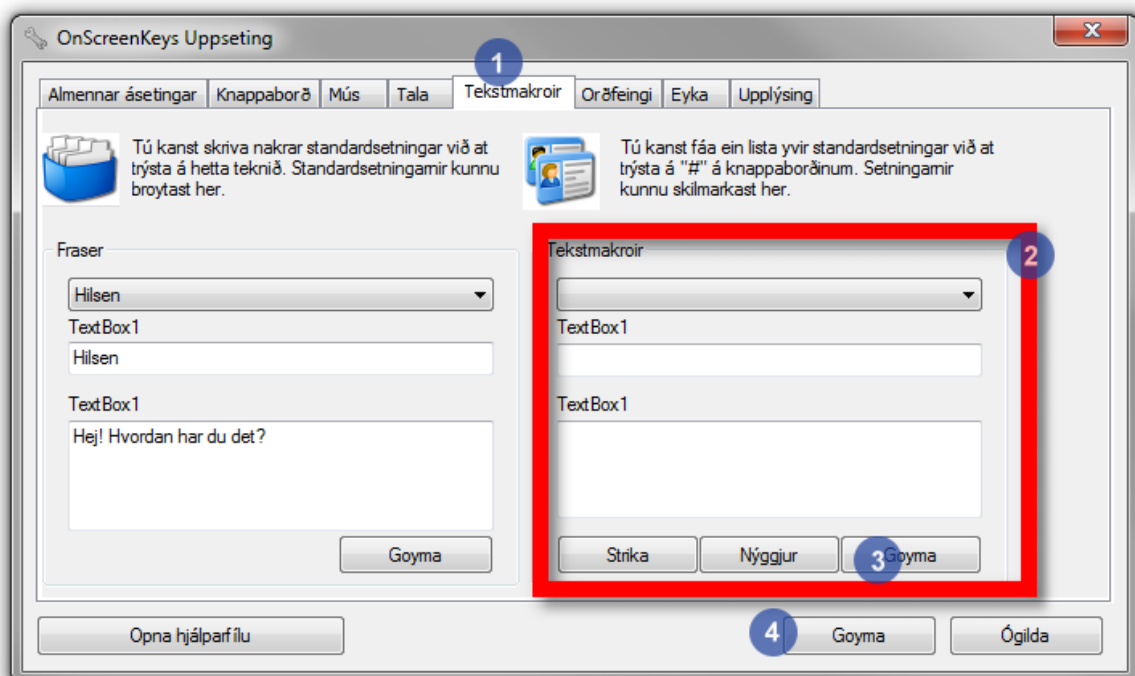 OnScreenKeys Uppseting
1
Almennar ásetingar Knappaborð Mús Tala Tekstmakroir Orðfeingi Eyka Upplýsing
Tú kanst skriva nakrar standardsetningar við at
trýsta á hetta teknið. Standardsetningarnir kunnu
broytast her.
Tú kanst fáa ein lista yvir standardsetningar við at
trýsta á "#" á knappaborðinum. Setningarnir
kunnu skilmarkast her.
Fraser
Hilsen
TextBox1
Hilsen
TextBox1
Hej! Hvordan har du det?
Goyma
Tekstmakroir
2
TextBox1
TextBox1
Strika Nýggjur 3 Goyma
Opna hjálparfílu
4 Goyma Ógilda